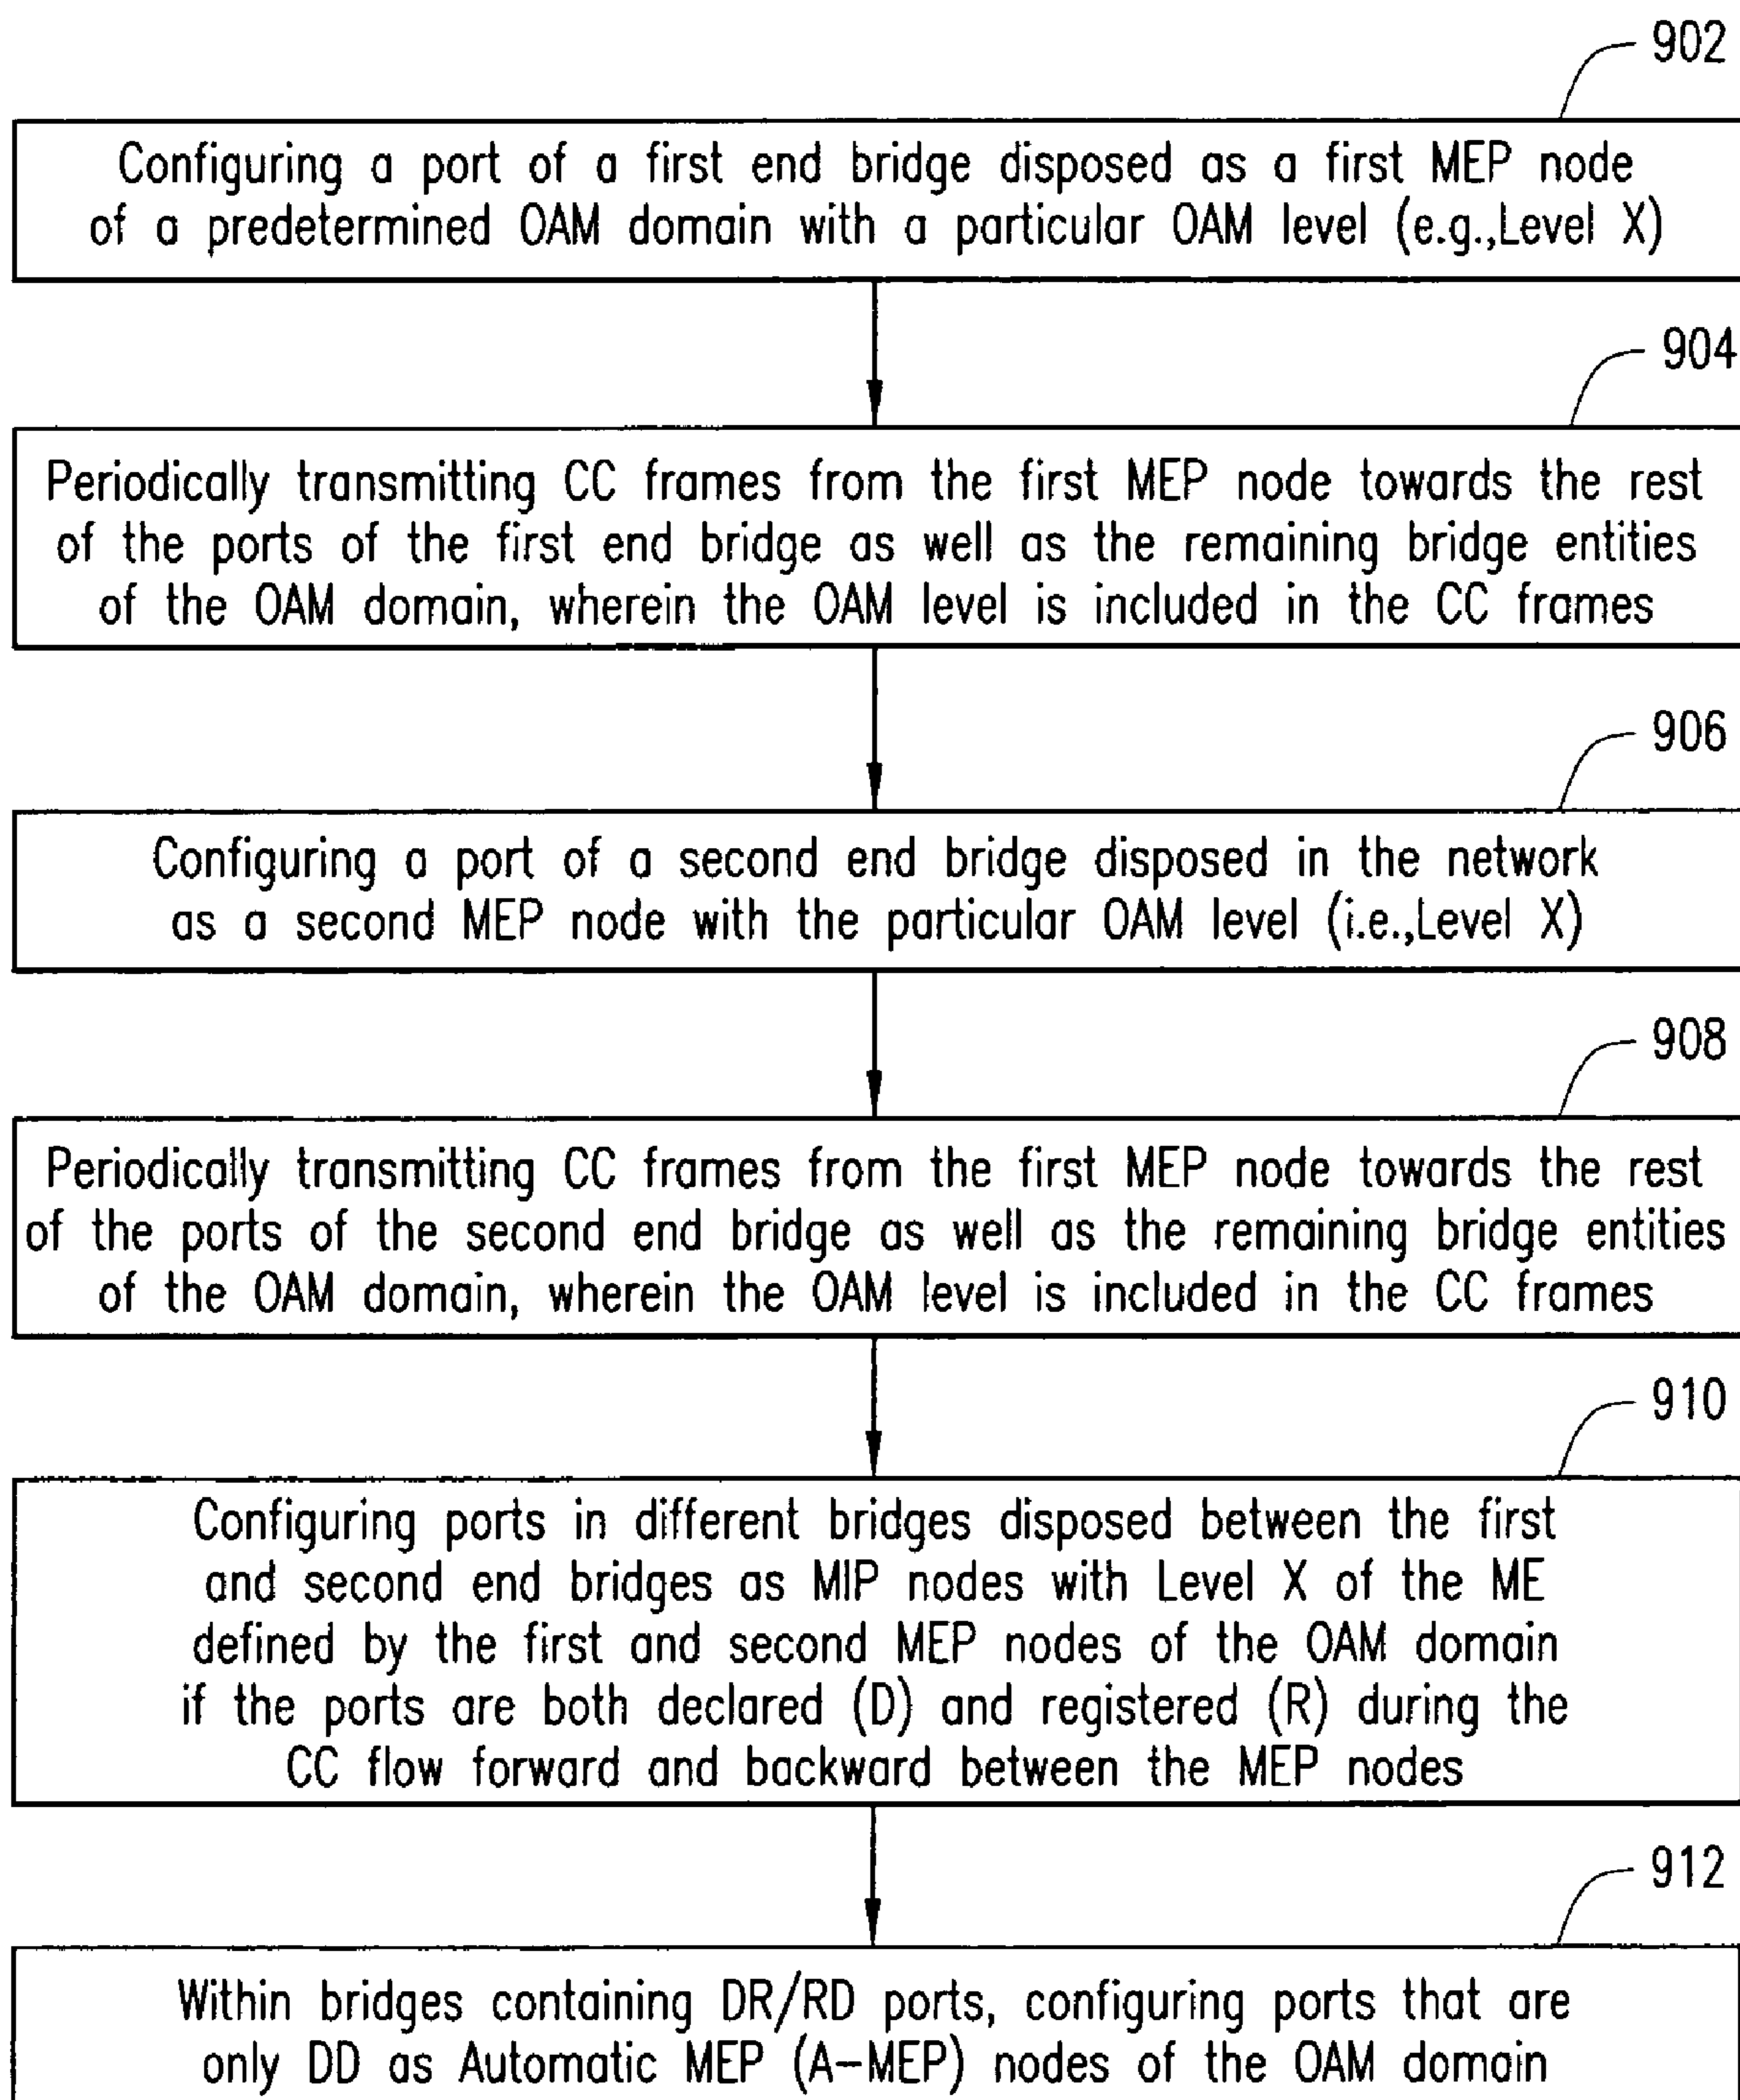 902
Configuring a port of a first end bridge disposed as a first MEP node
of a predetermined OAM domain with a particular OAM level (e.g.,Level X)
904
Periodically transmitting CC frames from the first MEP node towards the rest
of the ports of the first end bridge as well as the remaining bridge entities
of the OAM domain, wherein the OAM level is included in the CC frames
906
Configuring a port of a second end bridge disposed in the network
as a second MEP node with the particular OAM level (i.e.,Level X)
908
Periodically transmitting CC frames from the first MEP node towards the rest
of the ports of the second end bridge as well as the remaining bridge entities
of the OAM domain, wherein the OAM level is included in the CC frames
910
Configuring ports in different bridges disposed between the first
and second end bridges as MIP nodes with Level X of the ME
defined by the first and second MEP nodes of the OAM domain
if the ports are both declared (D) and registered (R) during the
CC flow forward and backward between the MEP nodes
912
Within bridges containing DR/RD ports, configuring ports that are
only DD as Automatic MEP (A-MEP) nodes of the OAM domain